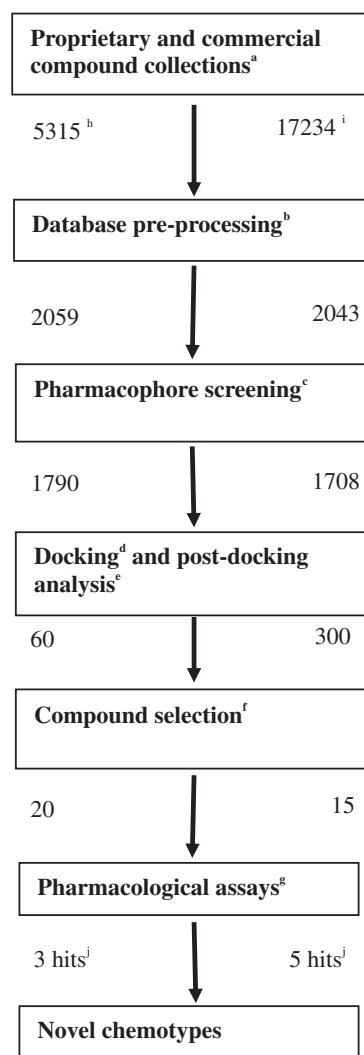 Proprietary and commercial
compound collectionsᵃ
5315 ʰ 17234 ⁱ
Database pre-processingᵇ
2059 2043
Pharmacophore screeningᶜ
1790 1708
Dockingᵈ and post-docking
analysisᵉ
60 300
Compound selectionᶠ
20 15
Pharmacological assaysᵍ
3 hitsʲ 5 hitsʲ
Novel chemotypes